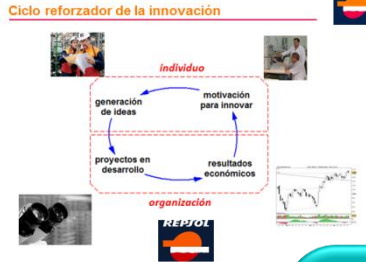 Ciclo reforzador de la innovación
individuo
motivación
para innovar
generación
de ideas
proyectos en
desarrollo
resultados
económicos
organización
REPSOL